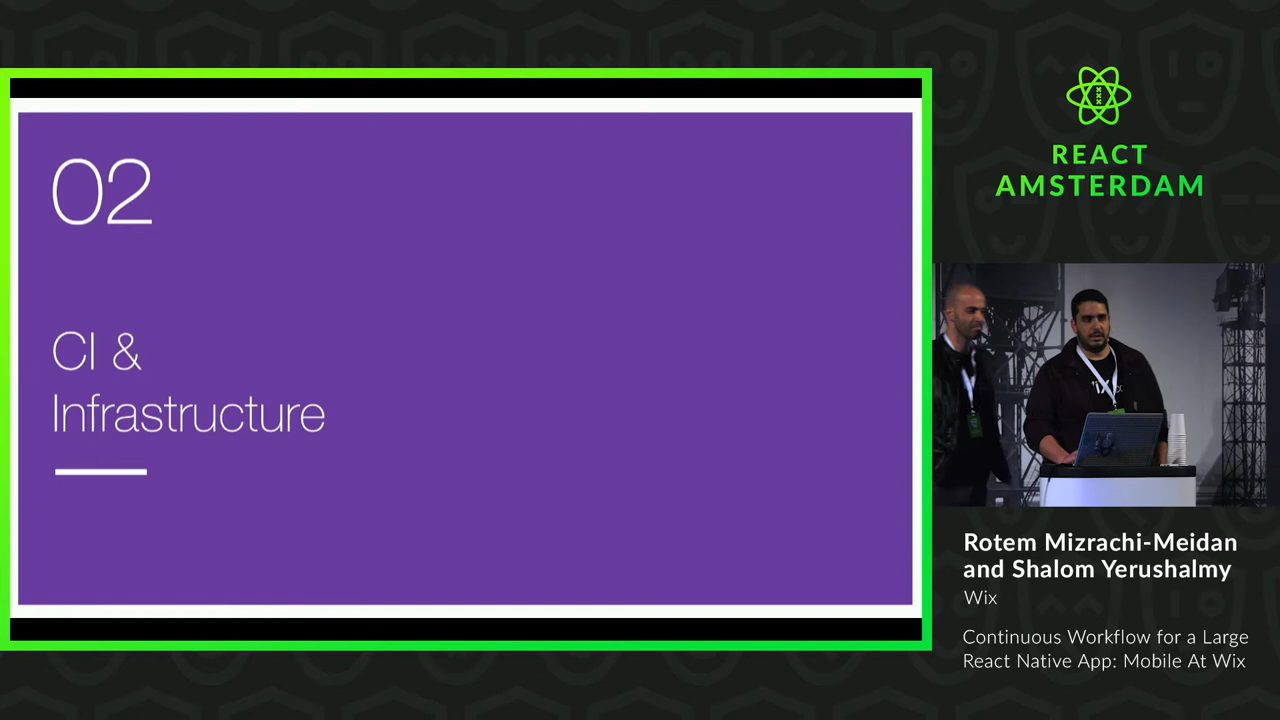 02
CI &
Infrastructure
REACT
AMSTERDAM
Rotem Mizrachi-Meidan
and Shalom Yerushalmy
Wix
Continuous Workflow for a Large
React Native App: Mobile At Wix